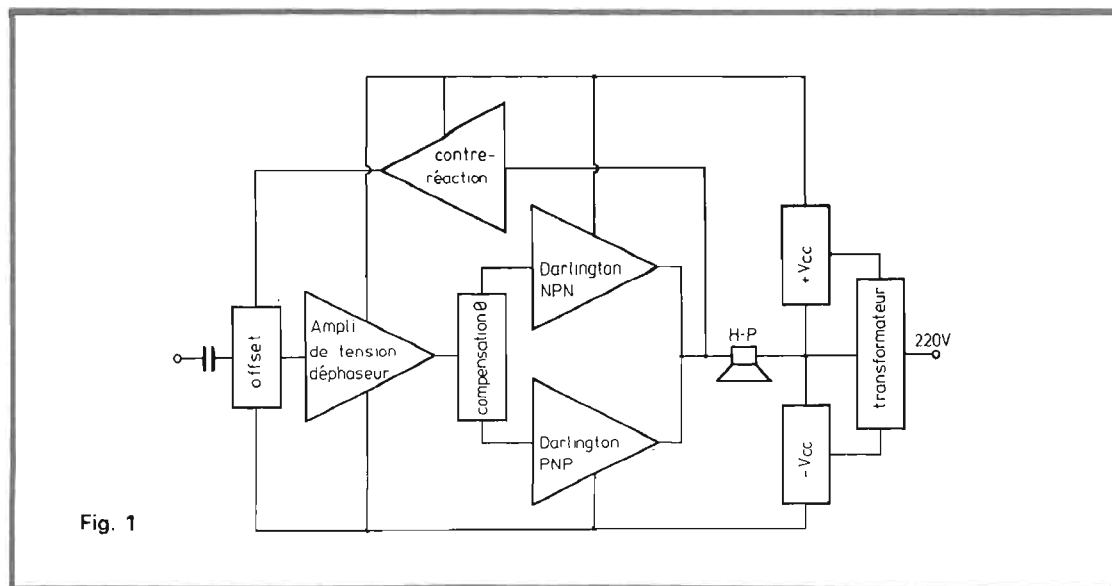 contre-
réaction
Darlington
NPN
+Vcc
Ampli
de tension
déphaseur
offset
compensation θ
H-P
220V
transformateur
Darlington
PNP
-Vcc
Fig. 1